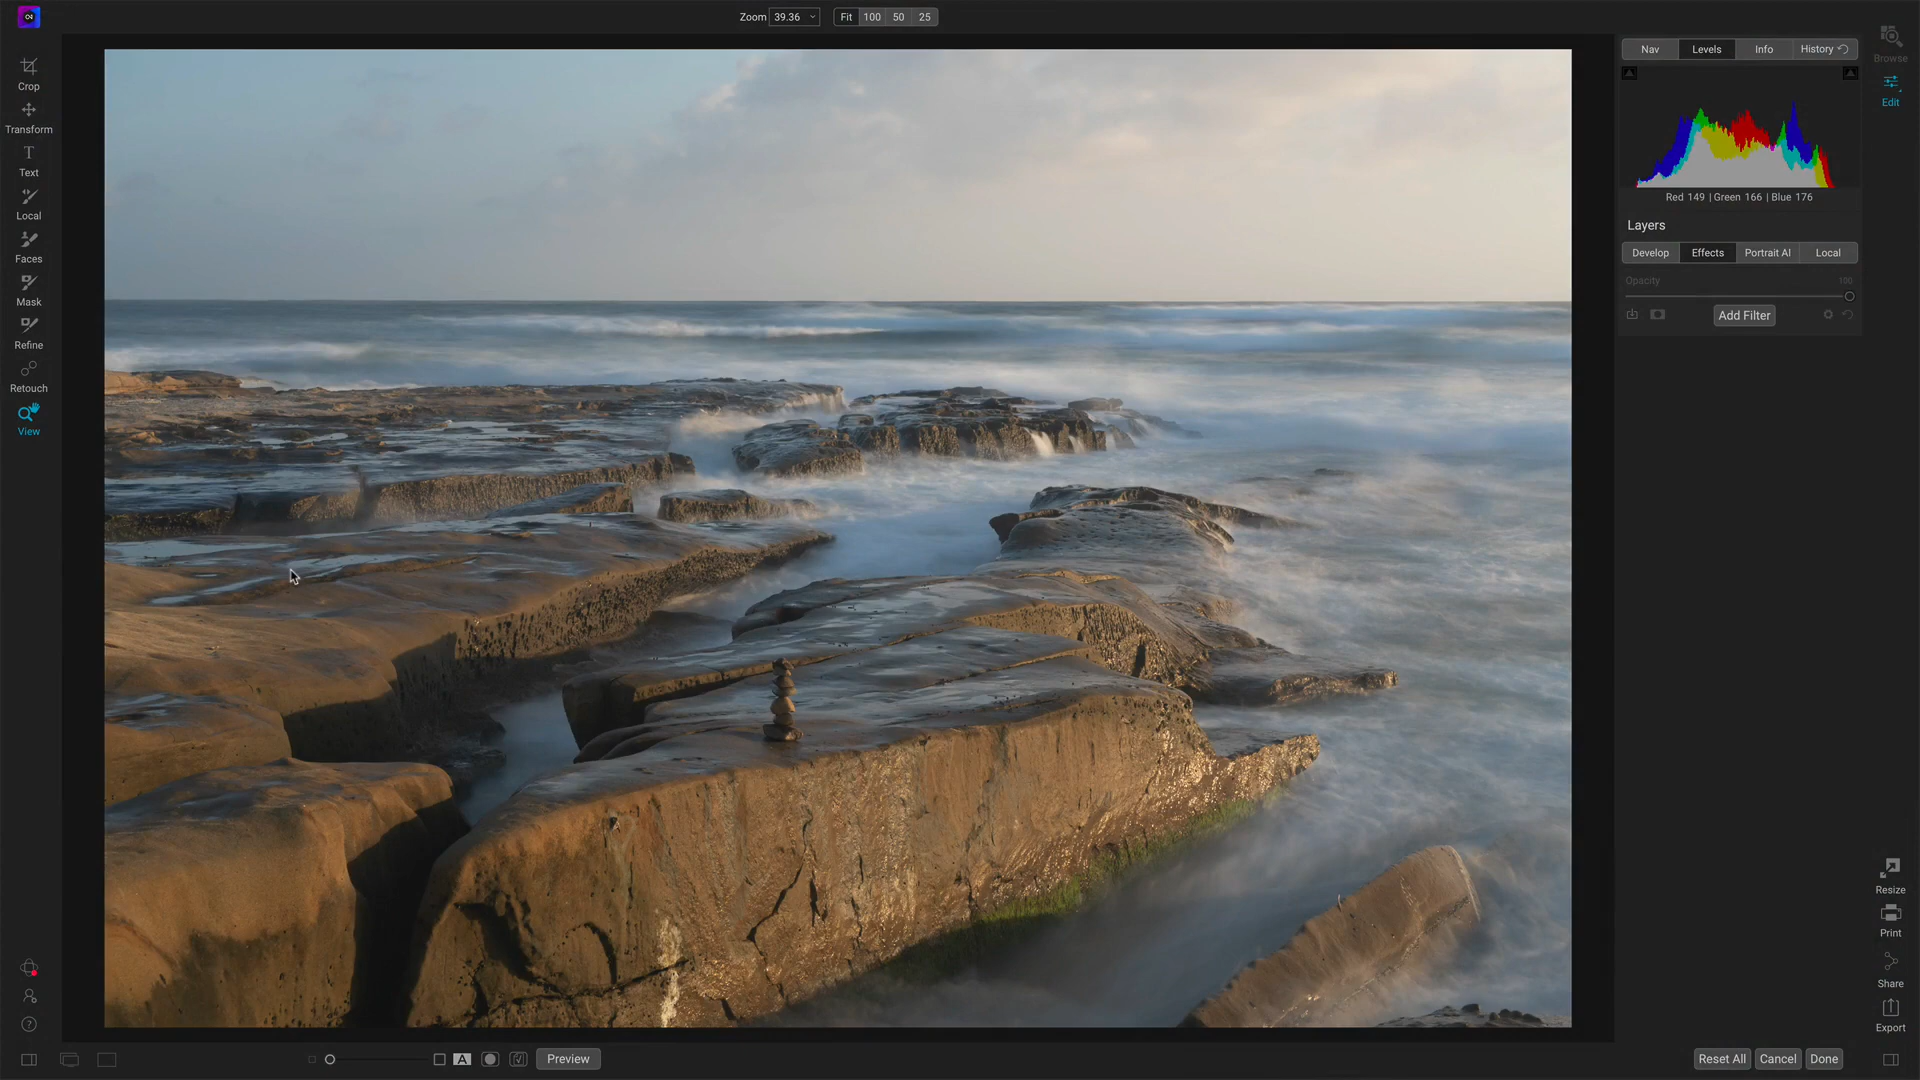 Zoom 39.36 Fit 100 50 25
Crop
Transform
Text
Local
Faces
Mask
Refine
Retouch
View
Nav Levels Info History
Red 149 | Green 166 | Blue 176
Layers
Develop Effects Portrait AI Local
Opacity 100
Add Filter
Browse
Edit
Resize
Print
Share
Export
A Preview
Reset All Cancel Done